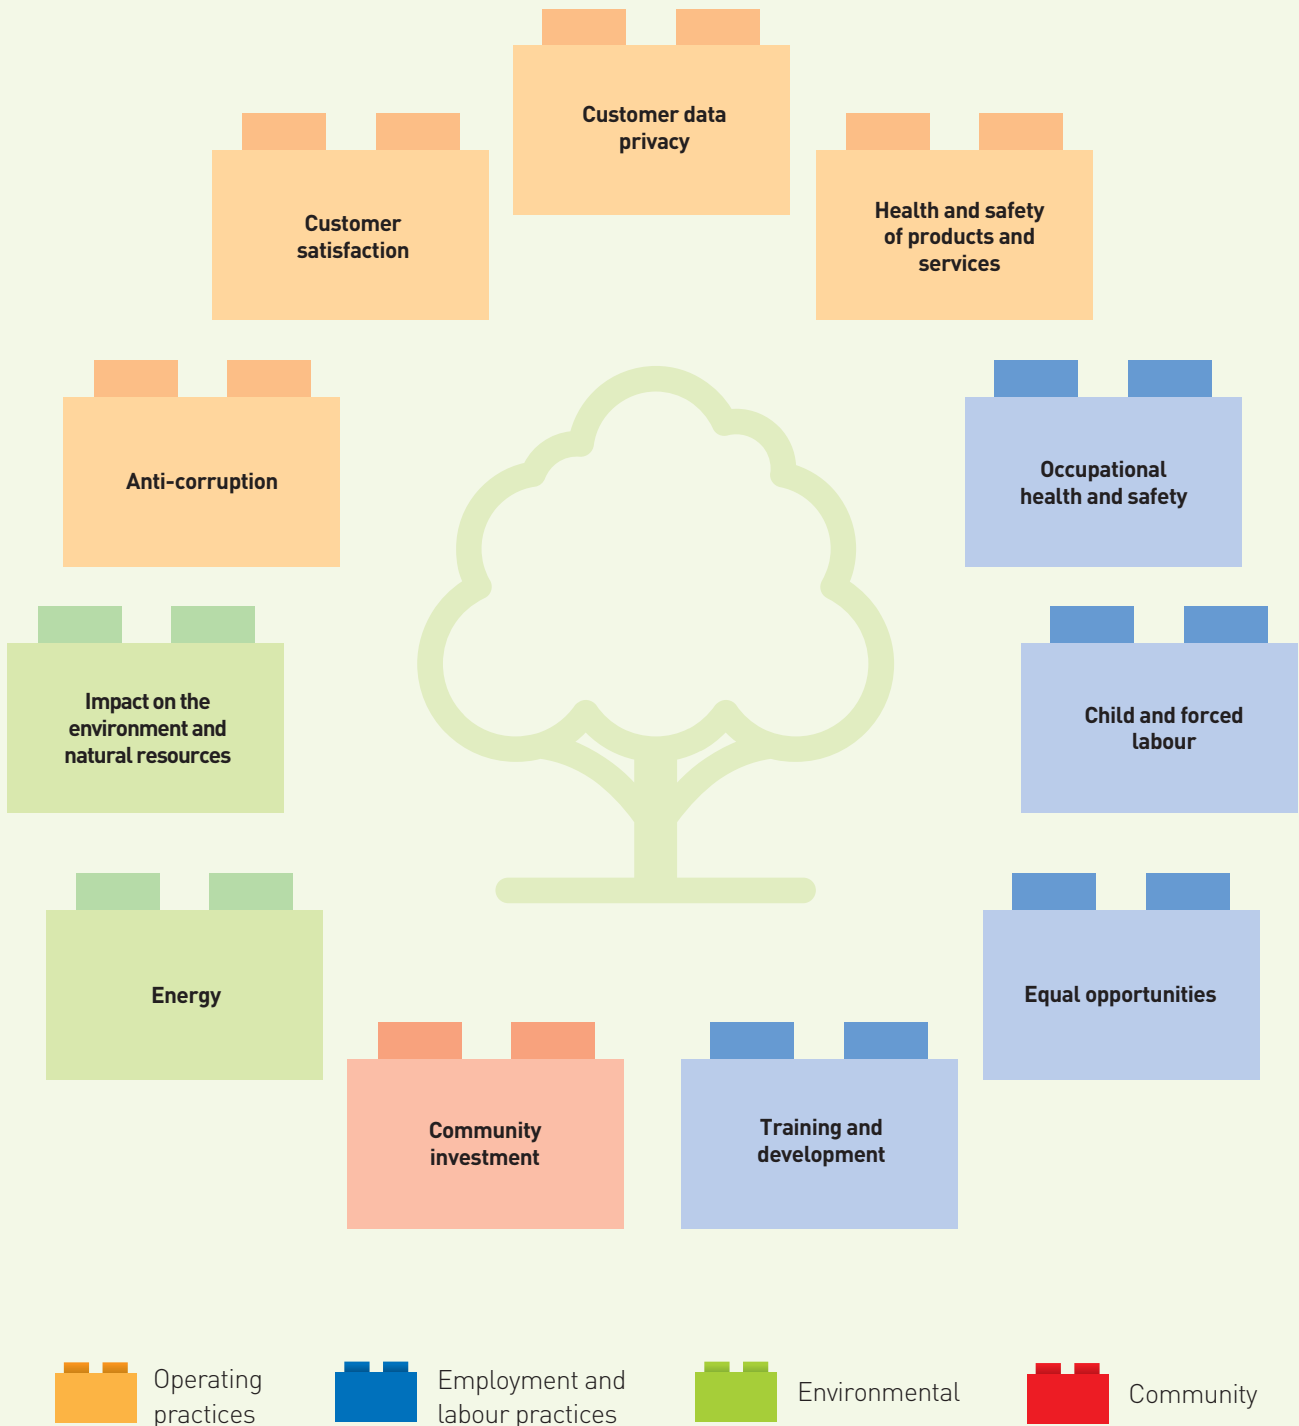 Customer data
privacy
Customer
satisfaction
Health and safety
of products and
services
Anti-corruption
Occupational
health and safety
Impact on the
environment and
natural resources
Child and forced
labour
Energy
Equal opportunities
Community
investment
Training and
development
Operating
practices
Employment and
labour practices
Environmental
Community